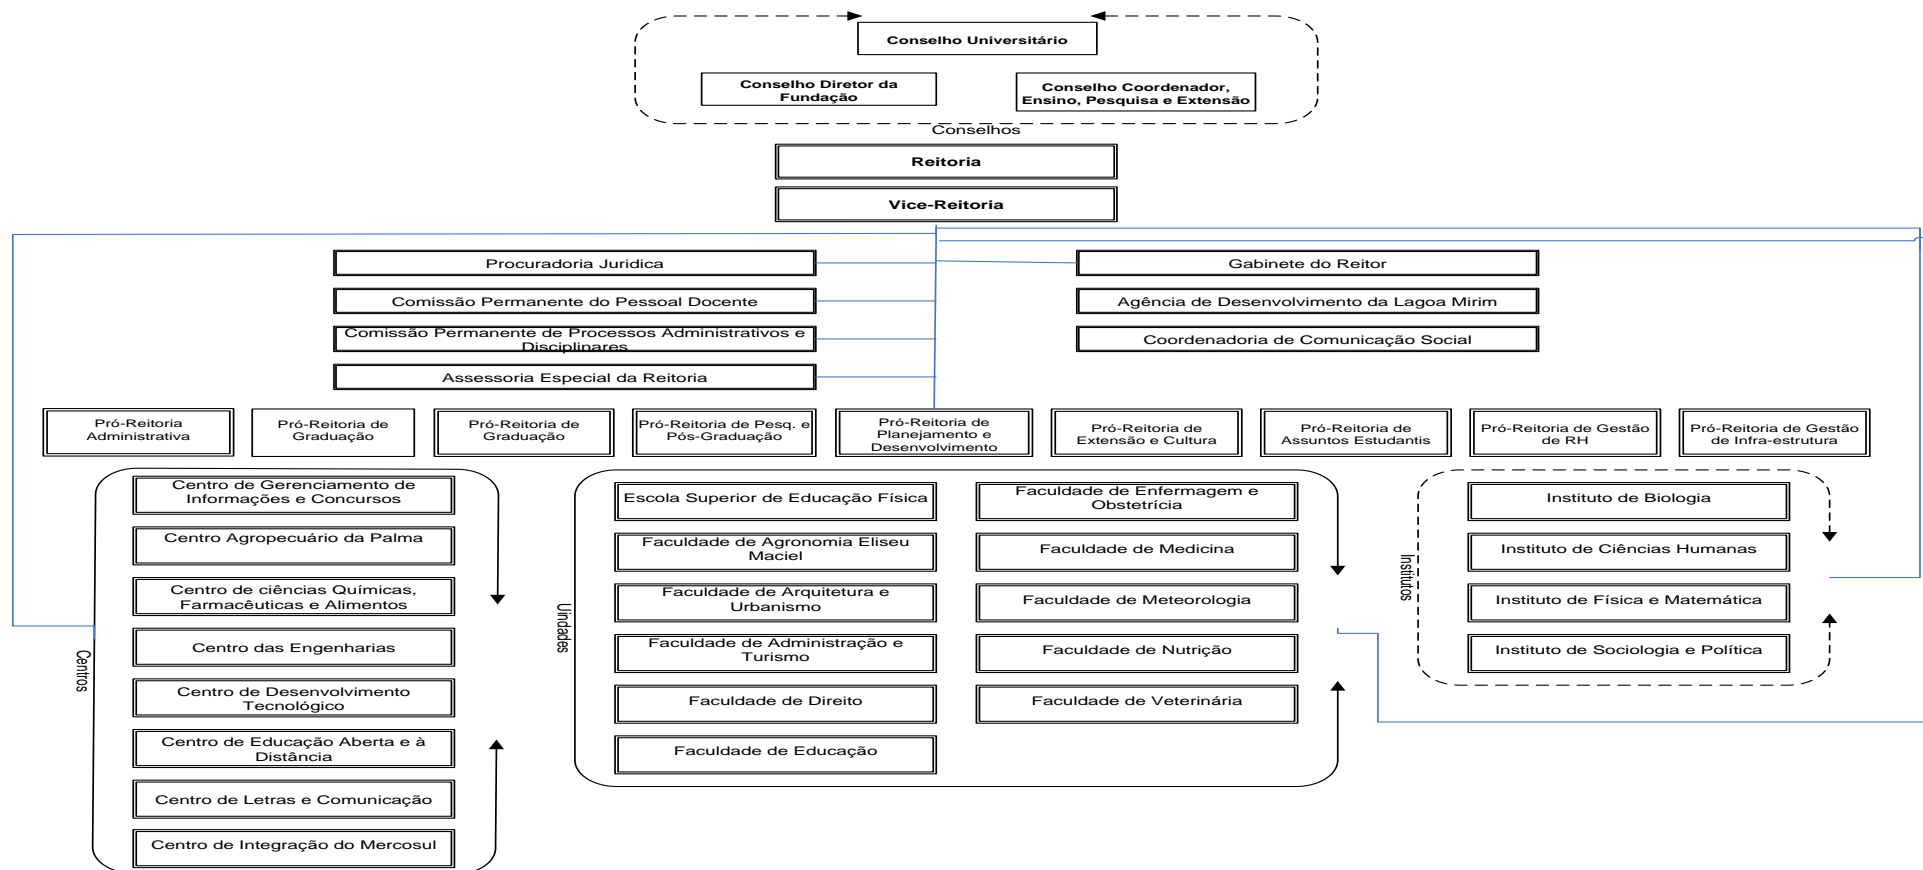 Conselho Universitário
Conselho Diretor da
Fundação
Conselho Coordenador,
Ensino, Pesquisa e Extensão
Conselhos
Reitoria
Vice-Reitoria
Procuradoria Juridica
Gabinete do Reitor
Comissão Permanente do Pessoal Docente
Agência de Desenvolvimento da Lagoa Mirim
Comissão Permanente de Processos Administrativos e
Disciplinares
Coordenadoria de Comunicação Social
Assessoria Especial da Reitoria
Pró-Reitoria
Administrativa
Pró-Reitoria de
Graduação
Pró-Reitoria de
Graduação
Pró-Reitoria de Pesq. e
Pós-Graduação
Pró-Reitoria de
Planejamento e
Desenvolvimento
Pró-Reitoria de
Extensão e Cultura
Pró-Reitoria de
Assuntos Estudantis
Pró-Reitoria de Gestão
de RH
Pró-Reitoria de Gestão
de Infra-estrutura
Centros
Centro de Gerenciamento de
Informações e Concursos
Centro Agropecuário da Palma
Centro de ciências Químicas,
Farmacêuticas e Alimentos
Centro das Engenharias
Centro de Desenvolvimento
Tecnológico
Centro de Educação Aberta e à
Distância
Centro de Letras e Comunicação
Centro de Integração do Mercosul
Uindades
Escola Superior de Educação Física
Faculdade de Agronomia Eliseu
Maciel
Faculdade de Arquitetura e
Urbanismo
Faculdade de Administração e
Turismo
Faculdade de Direito
Faculdade de Educação
Faculdade de Enfermagem e
Obstetrícia
Faculdade de Medicina
Faculdade de Meteorologia
Faculdade de Nutrição
Faculdade de Veterinária
Institutos
Instituto de Biologia
Instituto de Ciências Humanas
Instituto de Física e Matemática
Instituto de Sociologia e Política